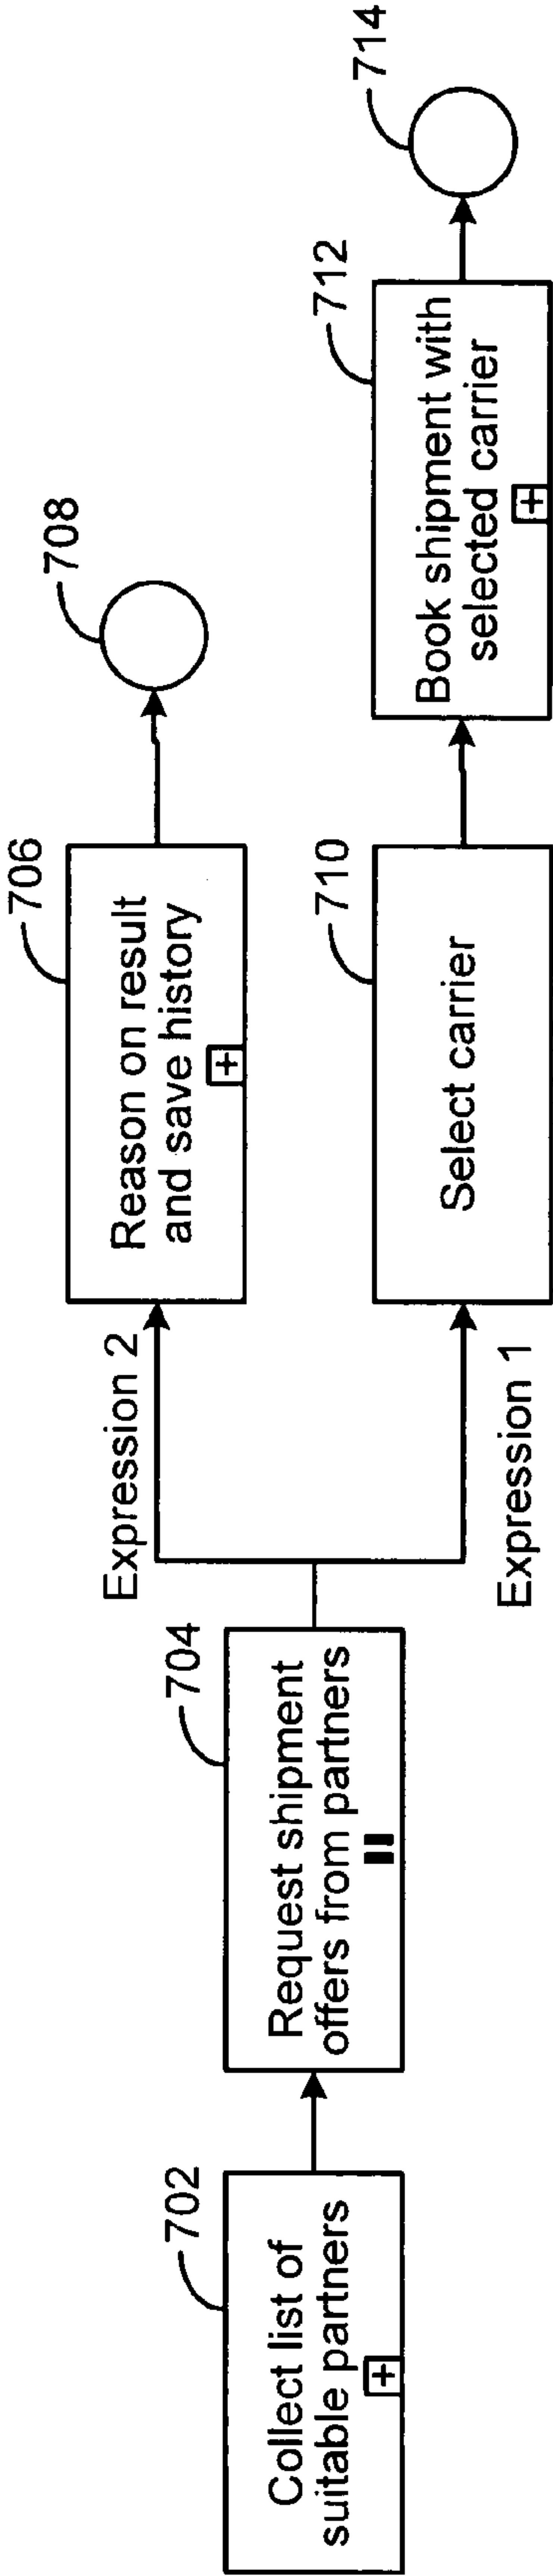 702
Collect list of
suitable partners
+
704
Request shipment
offers from partners
Expression 2
706
Reason on result
and save history
+
708
Expression 1
710
Select carrier
712
Book shipment with
selected carrier
+
714